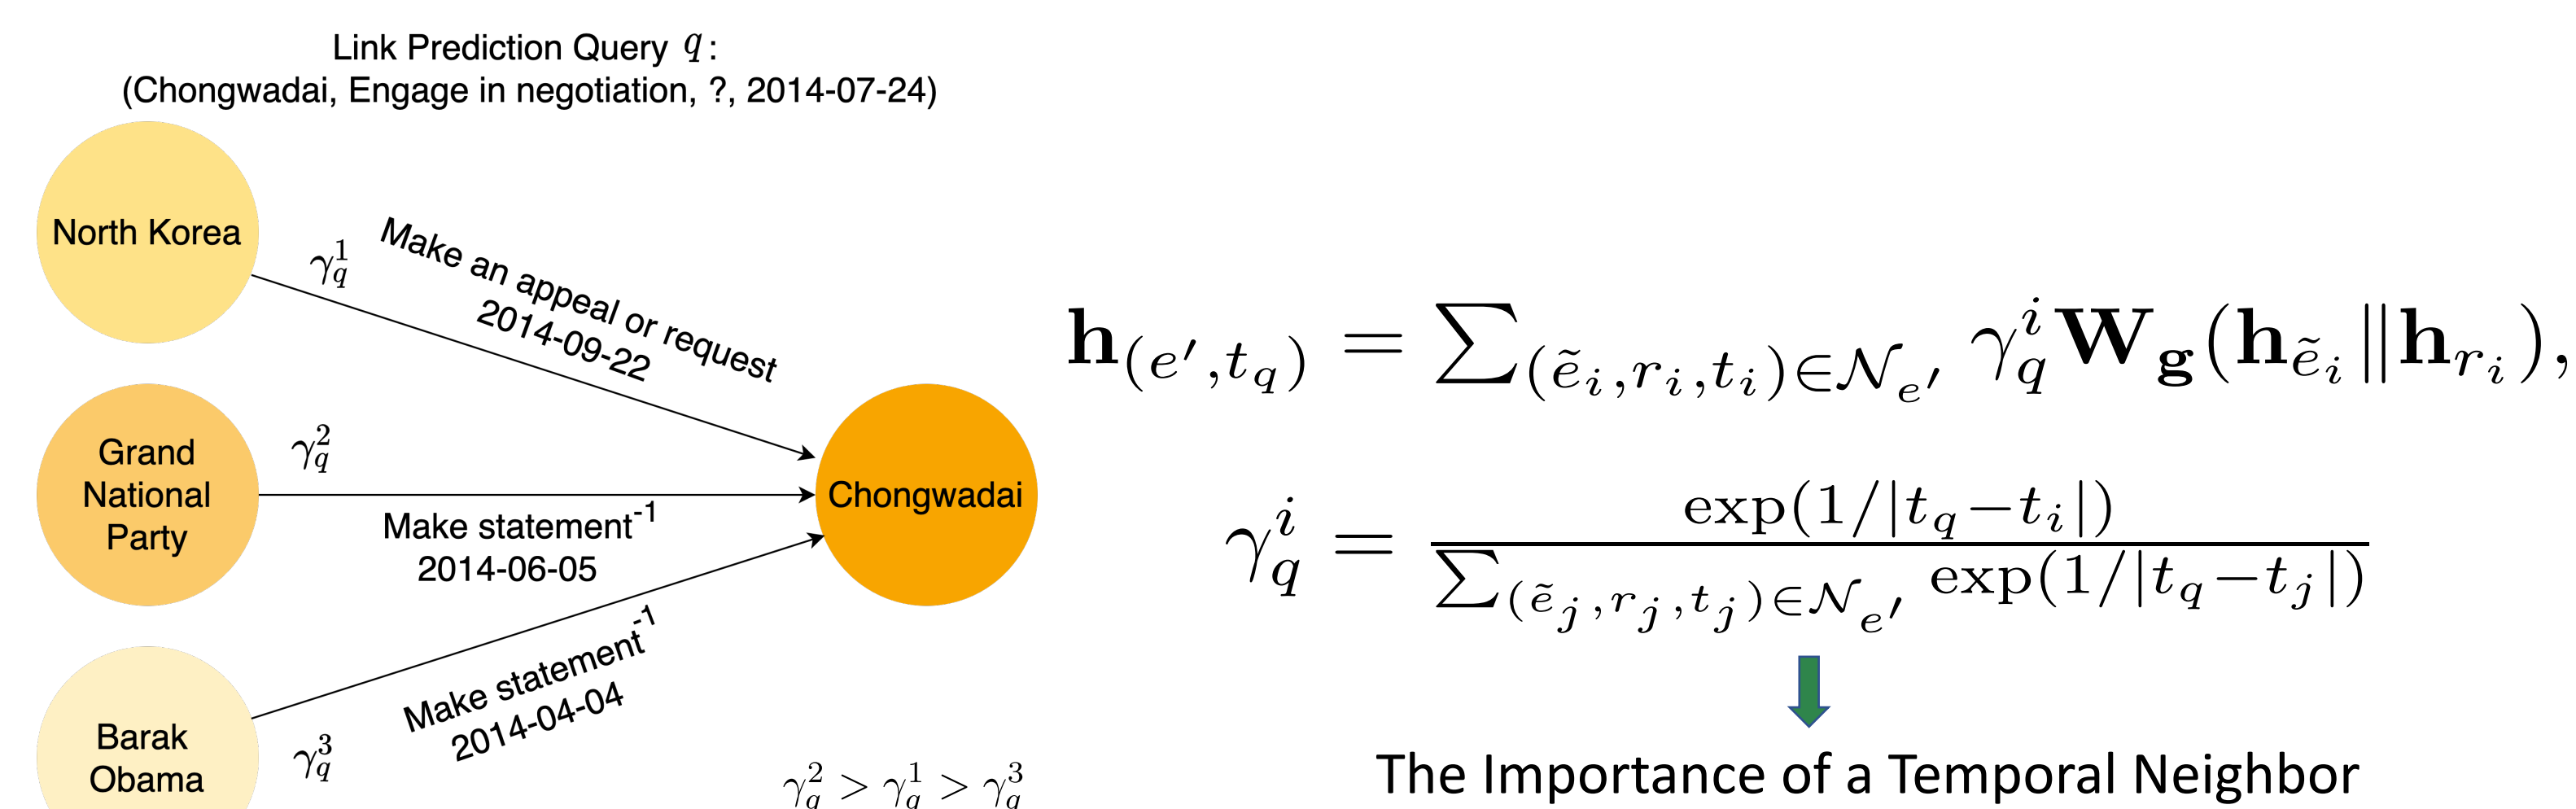 Link Prediction Query q :
(Chongwadai, Engage in negotiation, ?, 2014-07-24)
North Korea
γ_q^1
Make an appeal or request
2014-09-22
Grand
National
Party
γ_q^2
Make statement^-1
2014-06-05
Chongwadai
Barak
Obama
γ_q^3
Make statement^-1
2014-04-04
γ_q^2 > γ_q^1 > γ_q^3
h_(e′,t_q) = ∑_(ẽ_i,r_i,t_i)∈N_e′ γ_q^i W_g(h_ẽ_i ∥ h_r_i),
γ_q^i = exp(1/|t_q−t_i|) / ∑_(ẽ_j,r_j,t_j)∈N_e′ exp(1/|t_q−t_j|)
The Importance of a Temporal Neighbor